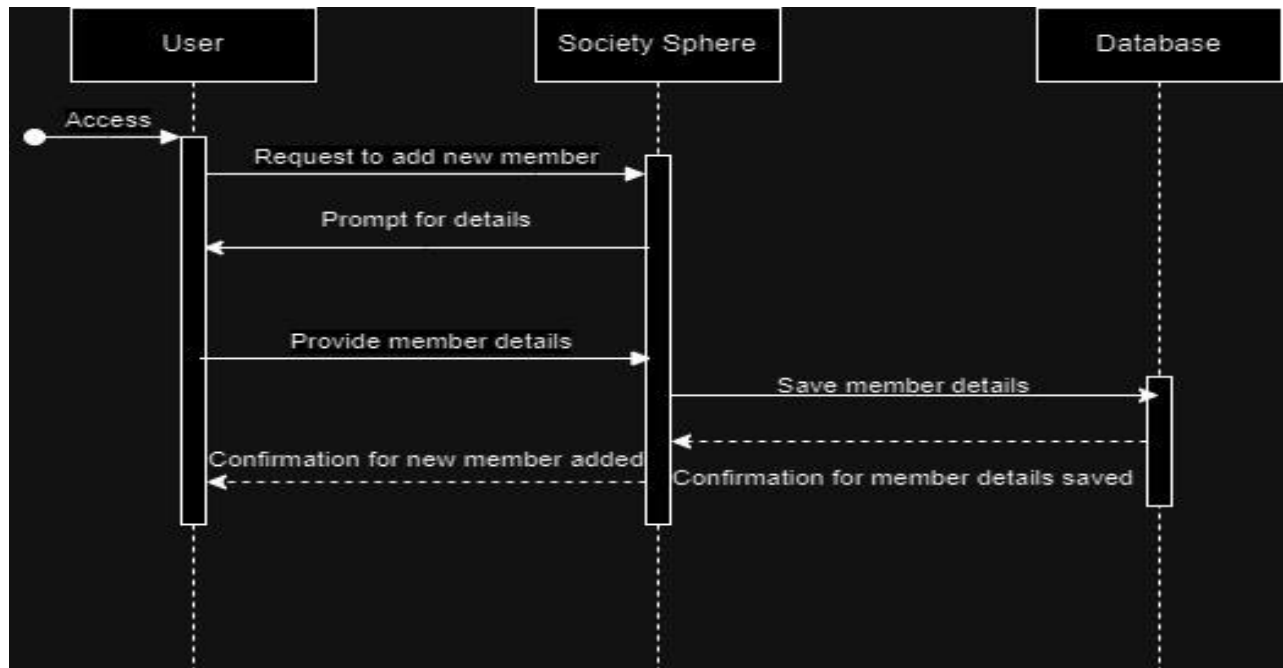 User
Society Sphere
Database
Access
Request to add new member
Prompt for details
Provide member details
Save member details
Confirmation for new member added
Confirmation for member details saved